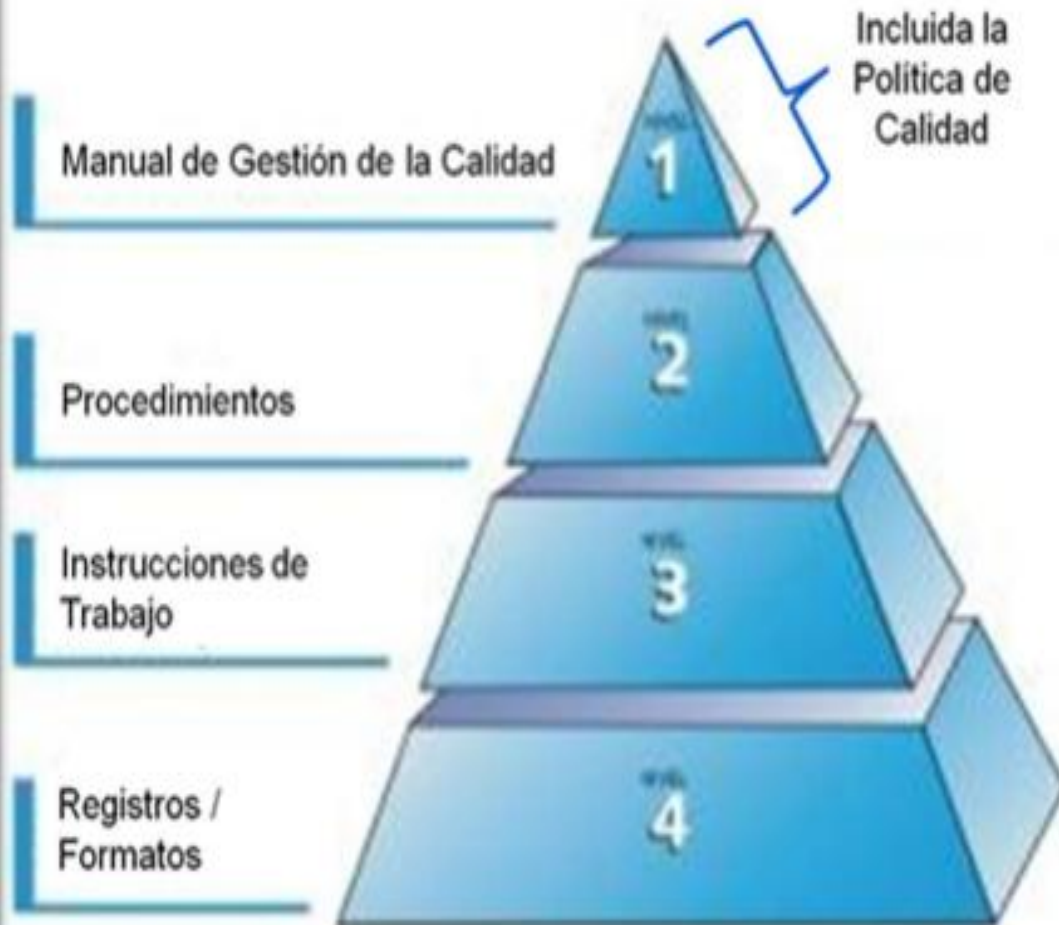 Incluida la
Política de
Calidad
Manual de Gestión de la Calidad
1
Procedimientos
2
Instrucciones de
Trabajo
3
Registros /
Formatos
4